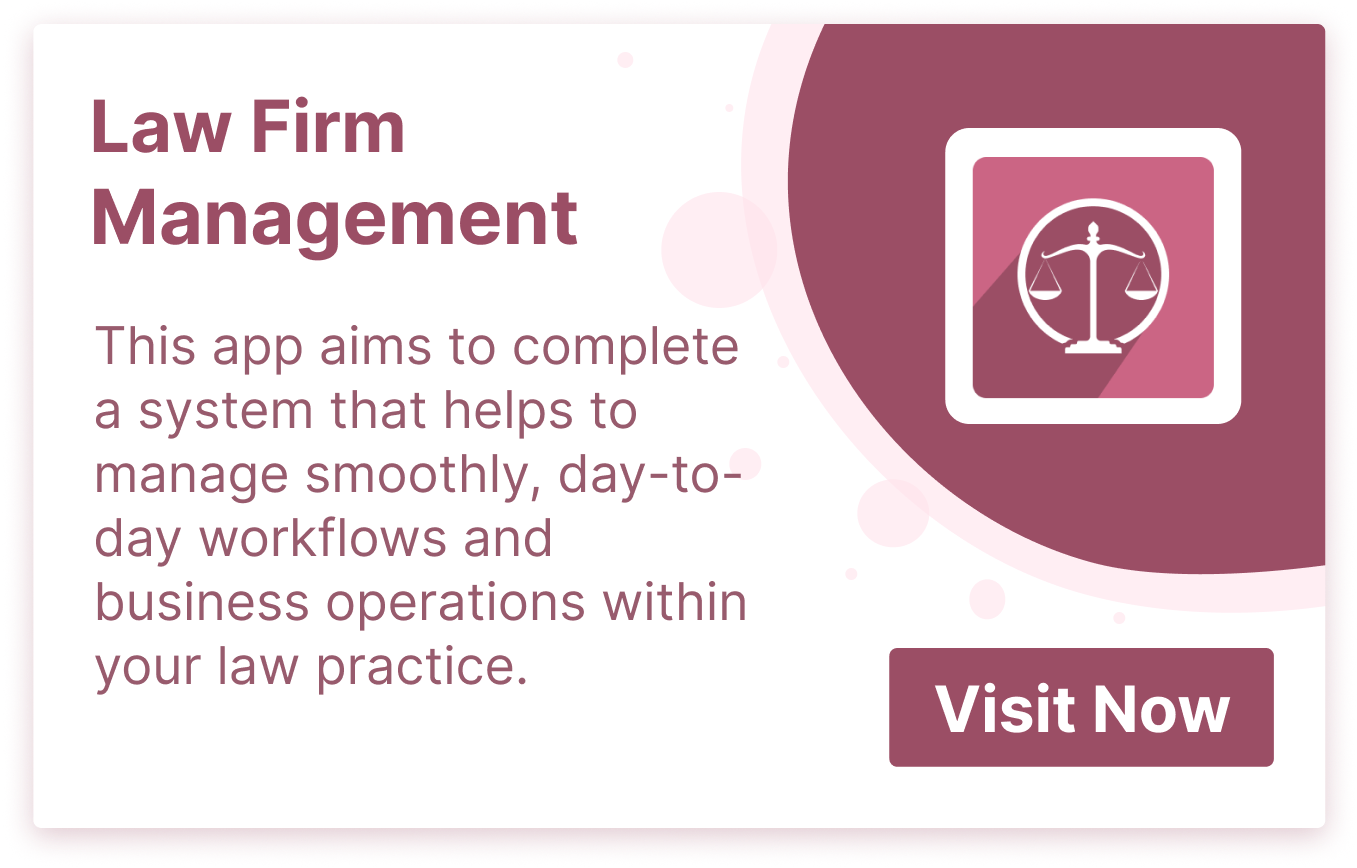 Law Firm
Management
This app aims to complete
a system that helps to
manage smoothly, day-to-
day workflows and
business operations within
your law practice.
Visit Now